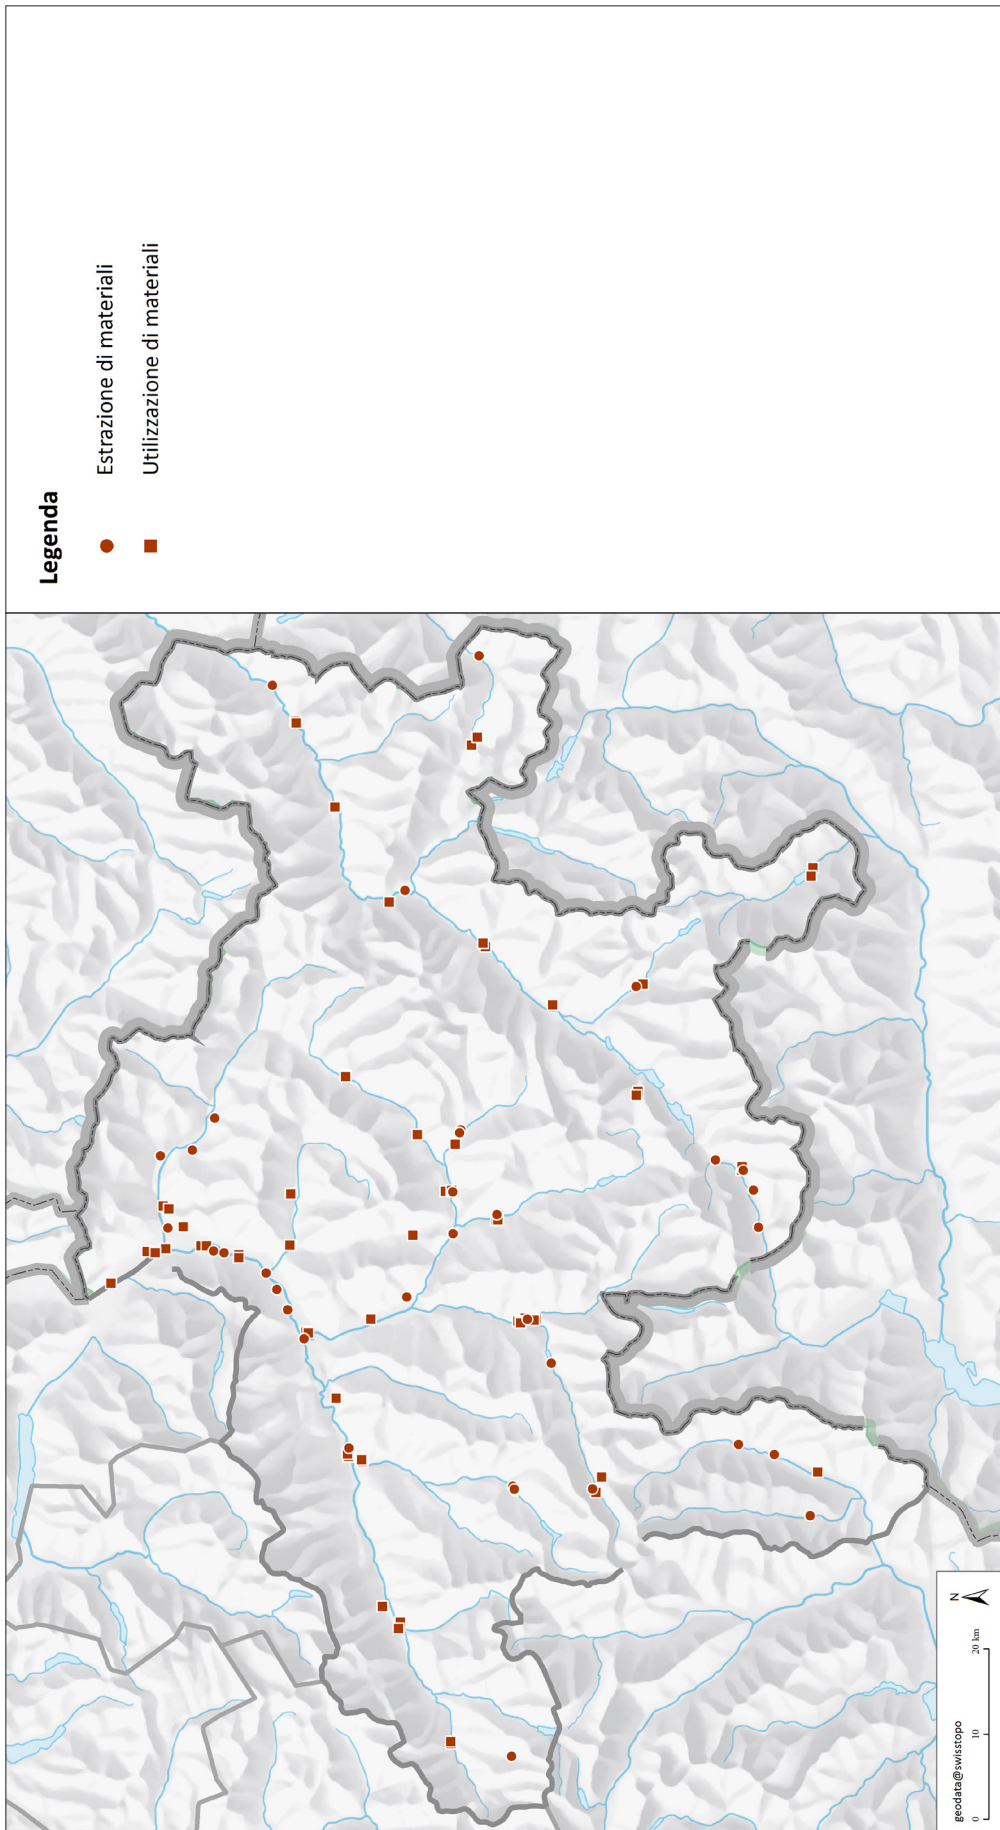 Legenda
Estrazione di materiali
Utilizzazione di materiali
geodata@swisstopo
N
0 10 20 km